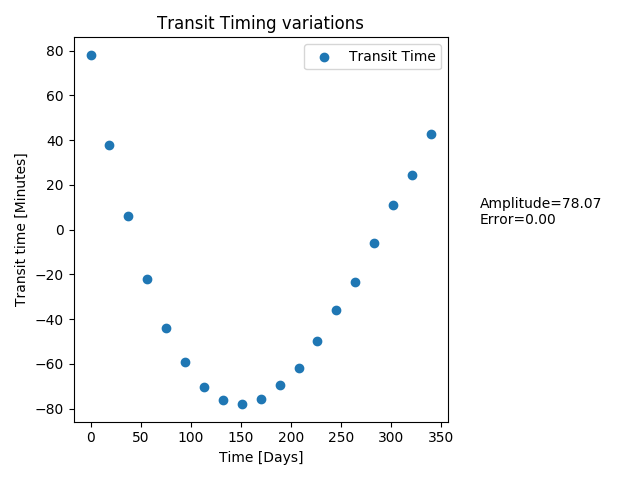 Transit Timing variations
Transit Time
80
60
40
20
0
−20
−40
−60
−80
Transit time [Minutes]
0 50 100 150 200 250 300 350
Time [Days]
Amplitude=78.07
Error=0.00